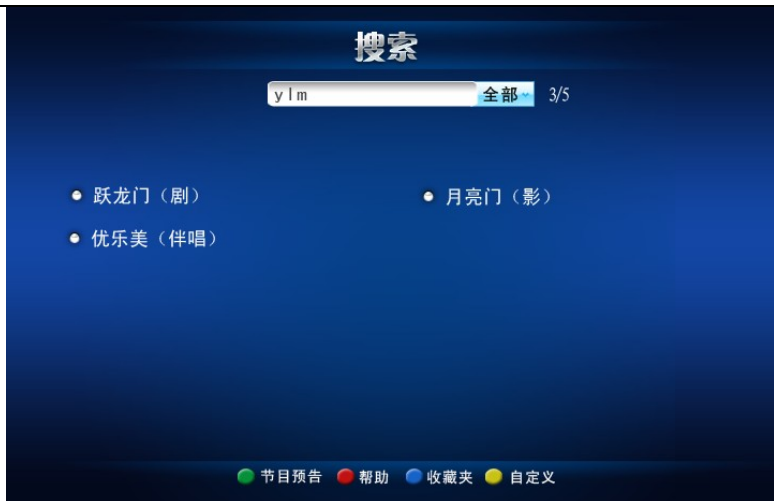 搜索
ylm 全部 3/5
跃龙门（剧） 月亮门（影）
优乐美（伴唱）
节目预告 帮助 收藏夹 自定义